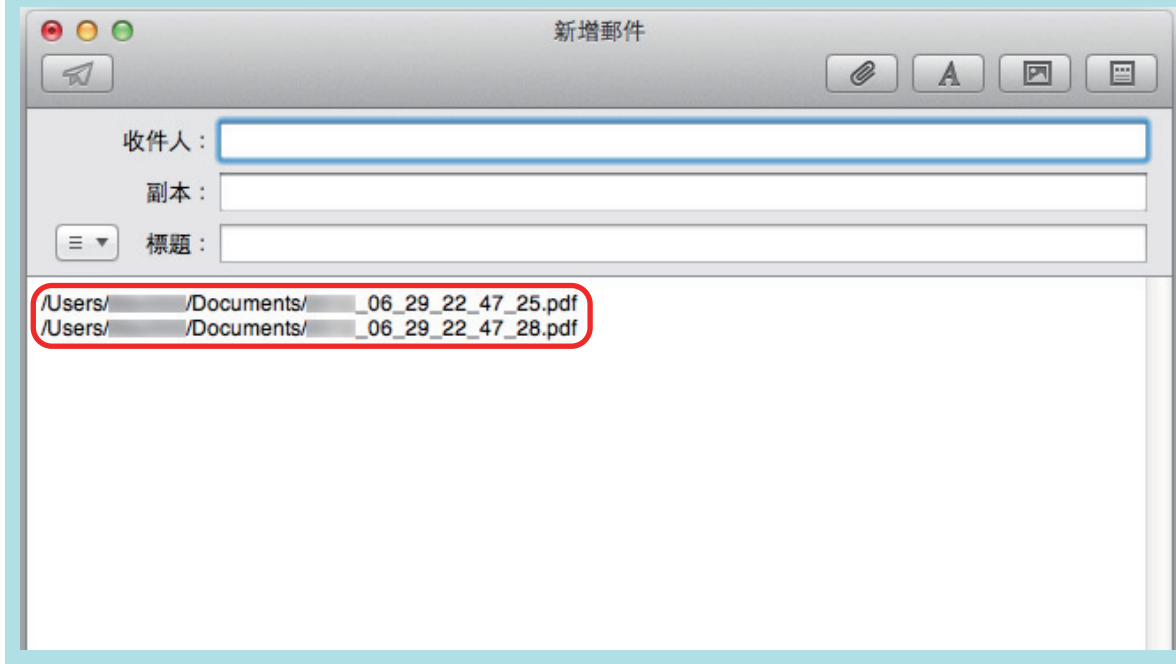 新增郵件
收件人：
副本：
標題：
/Users/ /Documents/ _06_29_22_47_25.pdf
/Users/ /Documents/ _06_29_22_47_28.pdf